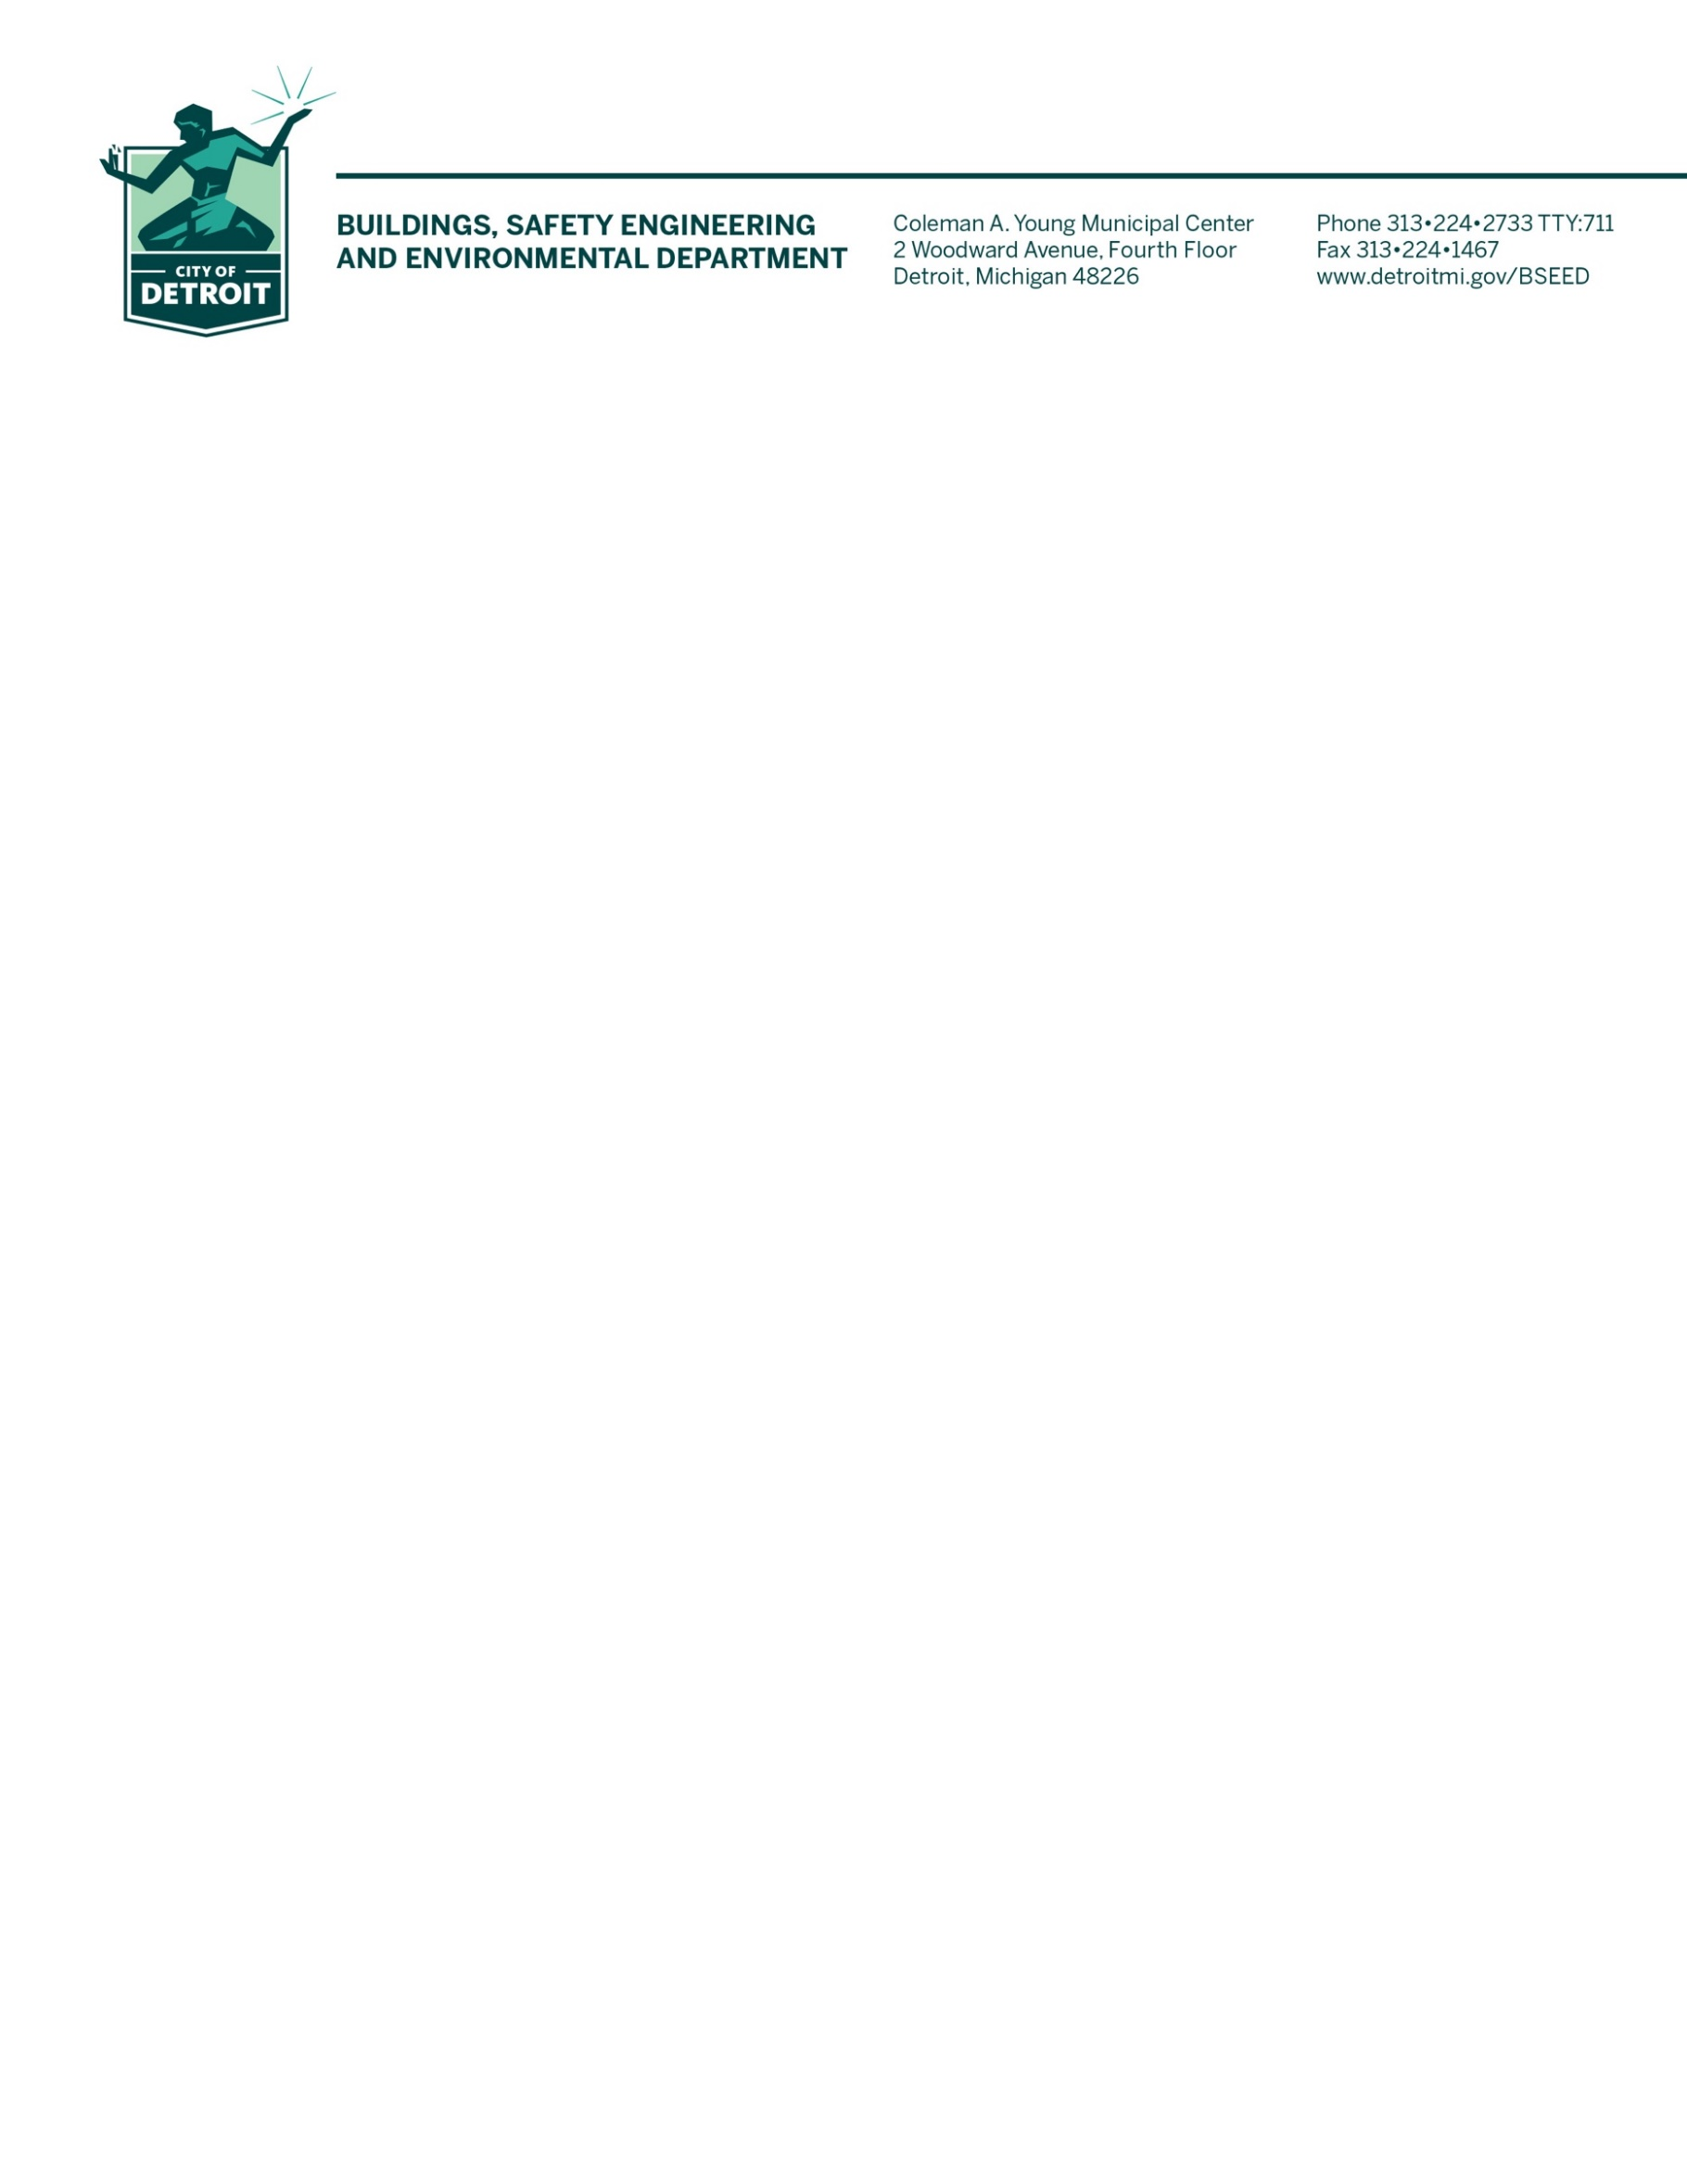 CITY OF
DETROIT
BUILDINGS, SAFETY ENGINEERING
AND ENVIRONMENTAL DEPARTMENT
Coleman A. Young Municipal Center
2 Woodward Avenue, Fourth Floor
Detroit, Michigan 48226
Phone 313•224•2733 TTY:711
Fax 313•224•1467
www.detroitmi.gov/BSEED